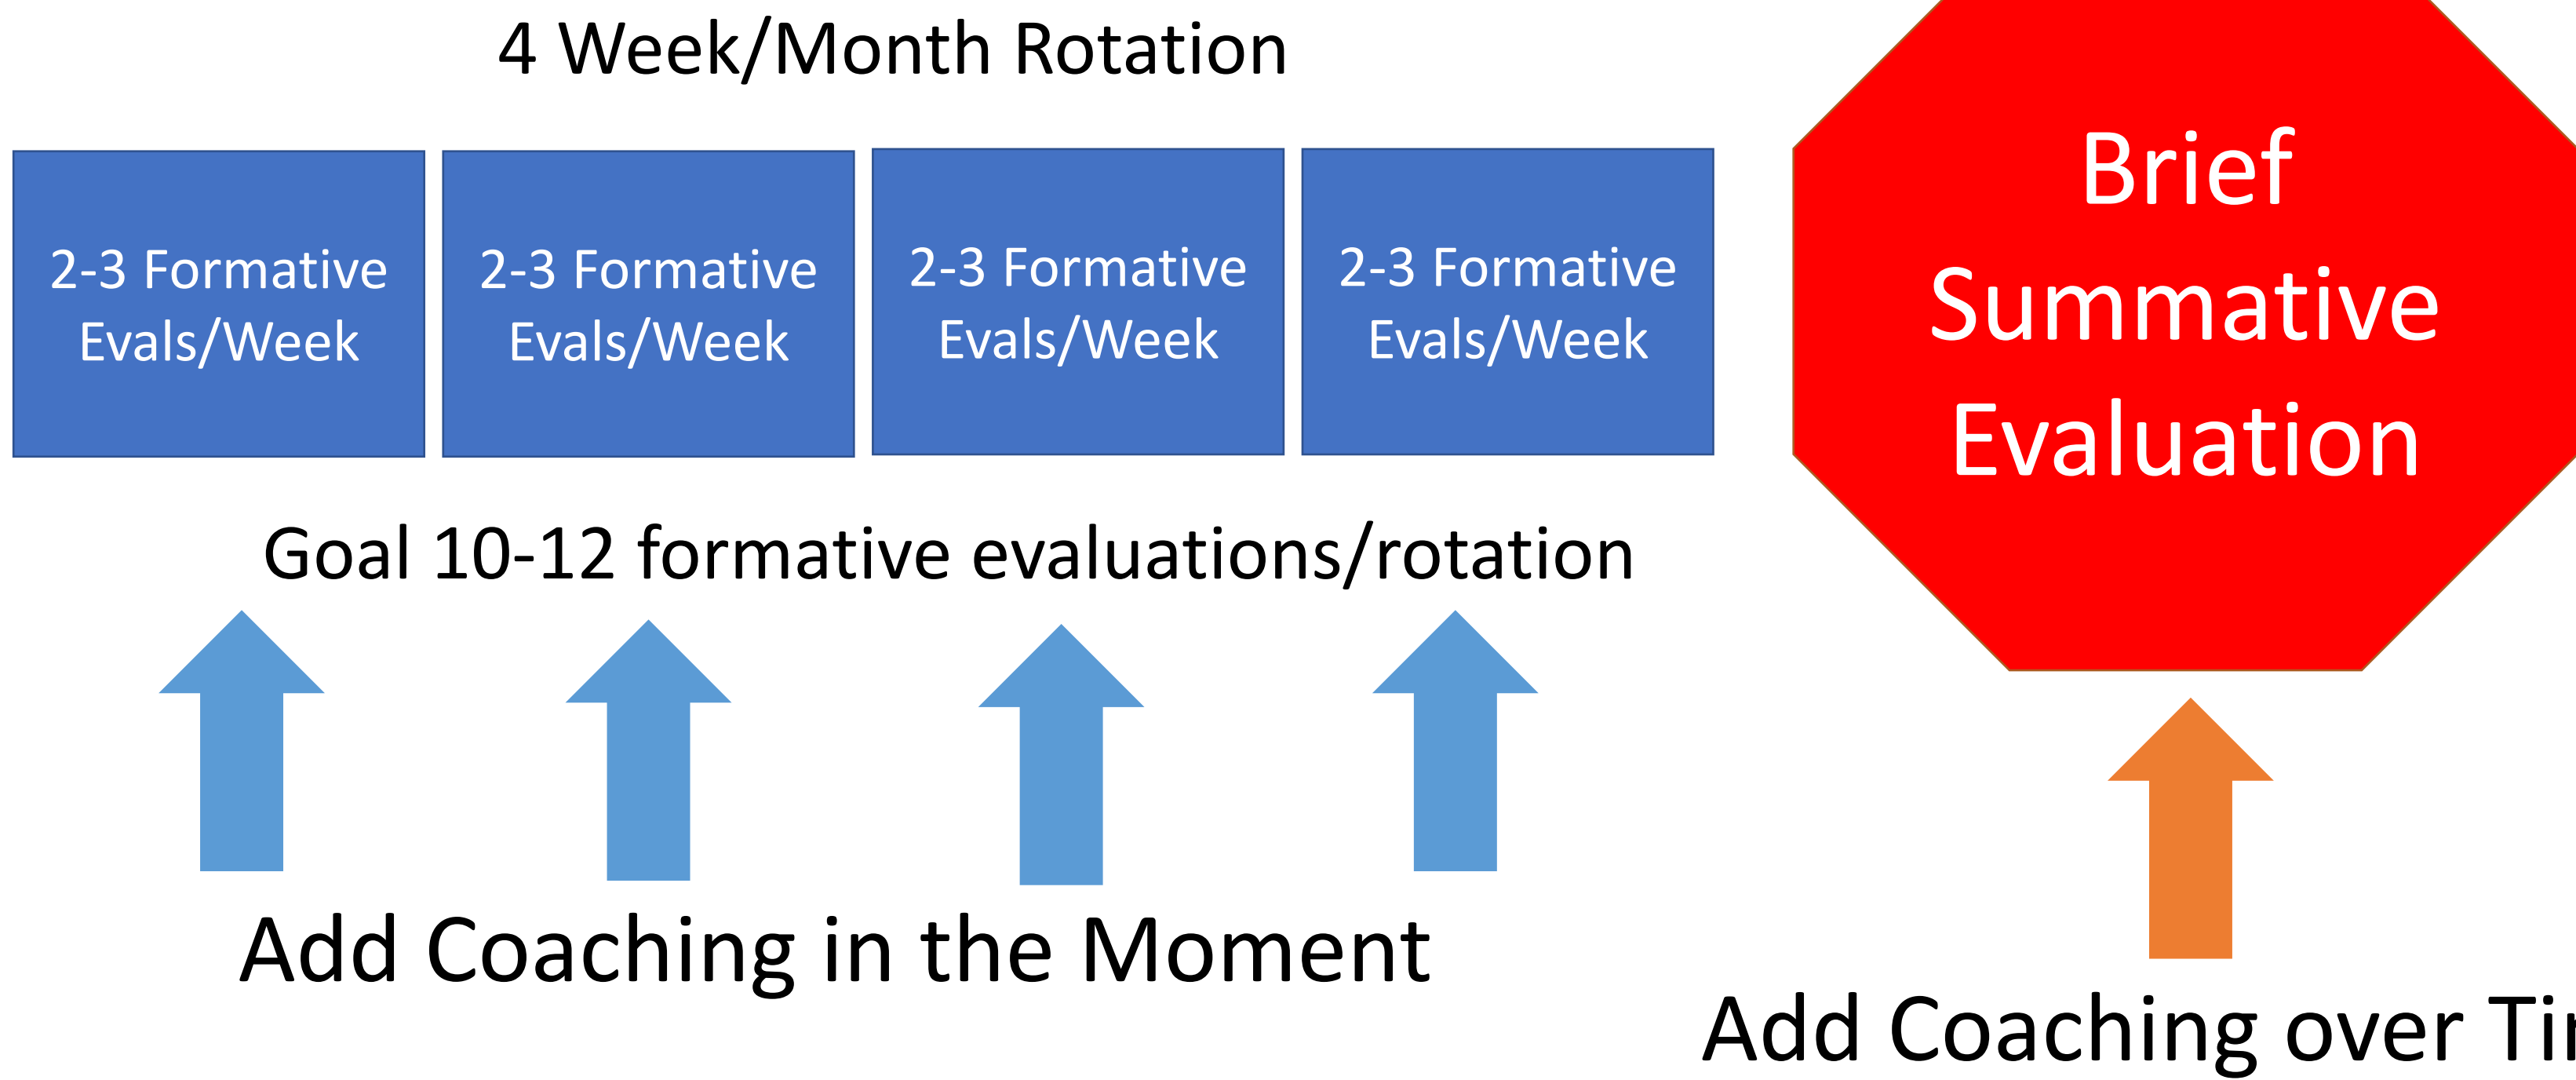 4 Week/Month Rotation
2-3 Formative
Evals/Week
2-3 Formative
Evals/Week
2-3 Formative
Evals/Week
2-3 Formative
Evals/Week
Goal 10-12 formative evaluations/rotation
Add Coaching in the Moment
Brief
Summative
Evaluation
Add Coaching over